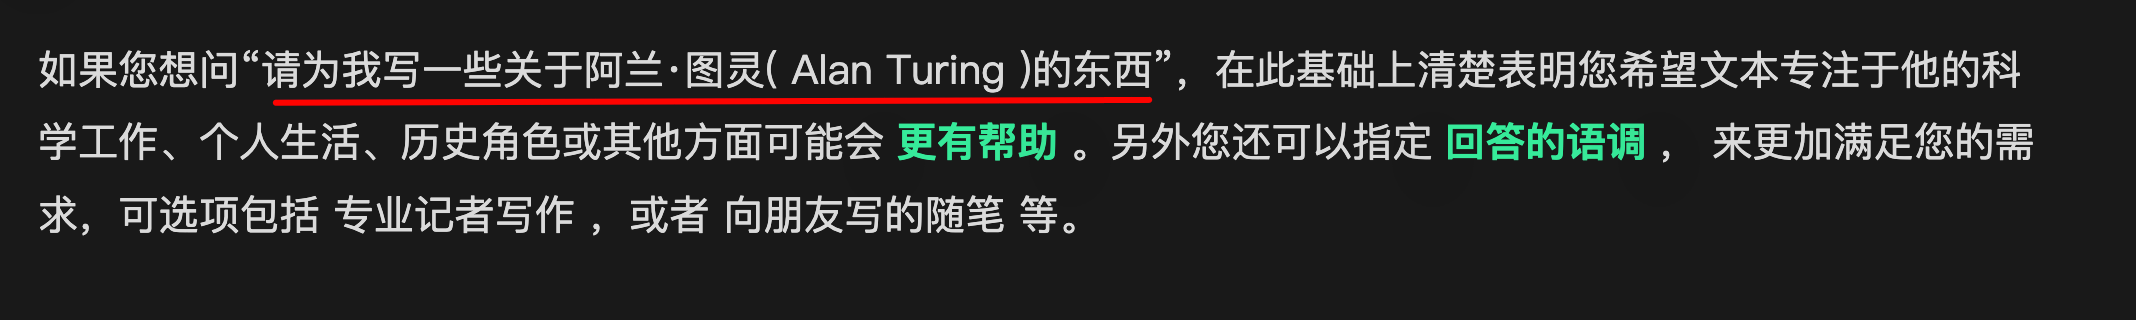 如果您想问“请为我写一些关于阿兰·图灵( Alan Turing )的东西”，在此基础上清楚表明您希望文本专注于他的科
学工作、个人生活、历史角色或其他方面可能会 更有帮助 。另外您还可以指定 回答的语调 ， 来更加满足您的需
求，可选项包括 专业记者写作 ，或者 向朋友写的随笔 等。